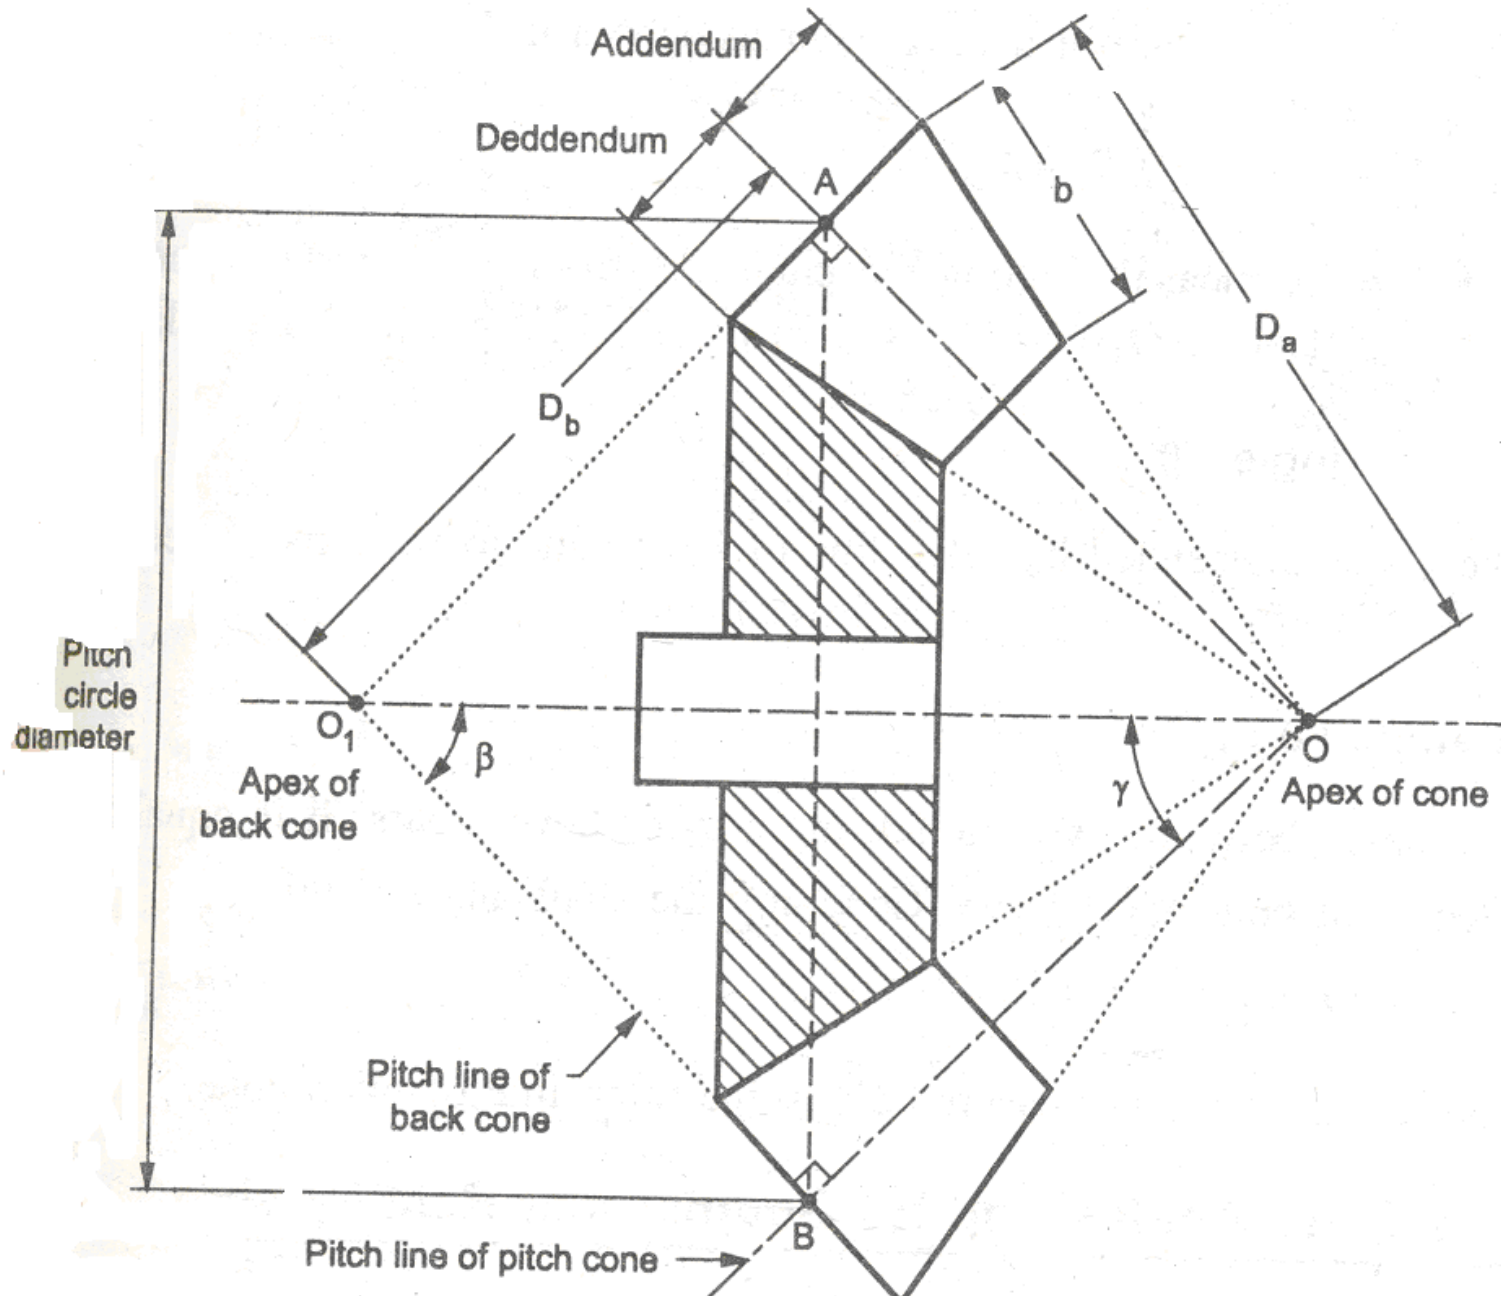 Addendum
Deddendum
A
b
Da
Db
Pitch
circle
diameter
O1
β
Apex of
back cone
γ
O
Apex of cone
Pitch line of
back cone
B
Pitch line of pitch cone